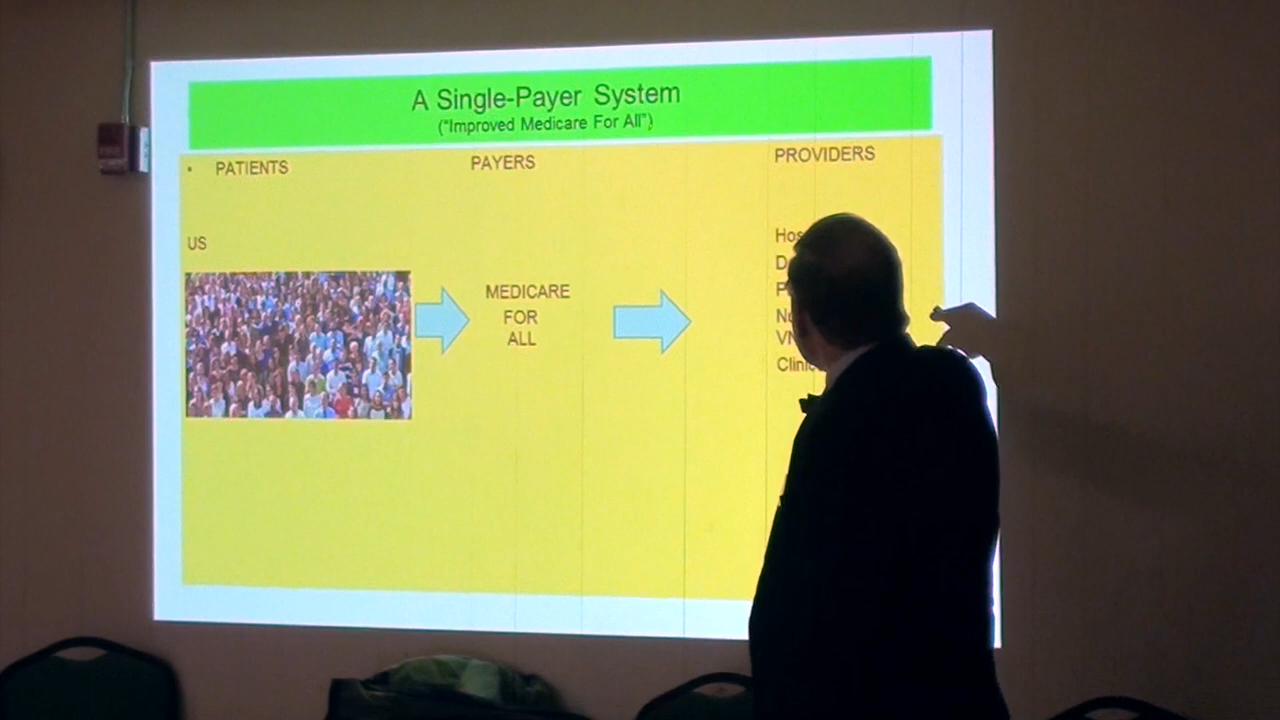 A Single-Payer System
("Improved Medicare For All")
• PATIENTS
PAYERS
PROVIDERS
US
MEDICARE
FOR
ALL